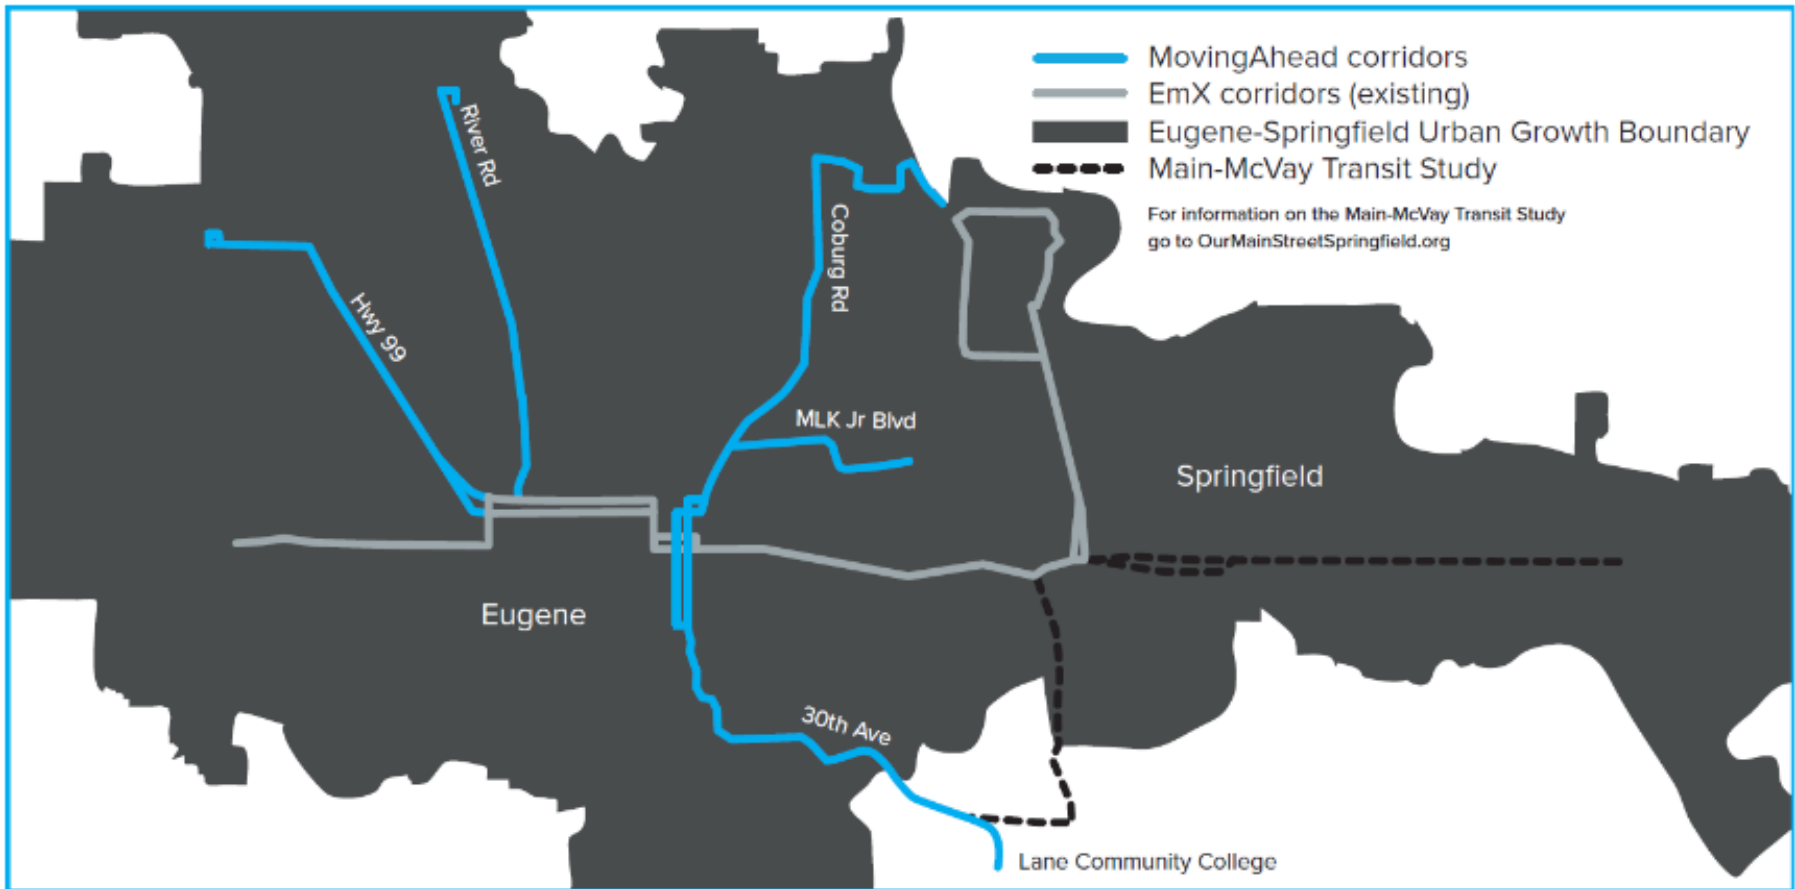 MovingAhead corridors
EmX corridors (existing)
Eugene-Springfield Urban Growth Boundary
Main-McVay Transit Study
For information on the Main-McVay Transit Study
go to OurMainStreetSpringfield.org
River Rd
Coburg Rd
Hwy 99
MLK Jr Blvd
Springfield
Eugene
30th Ave
Lane Community College